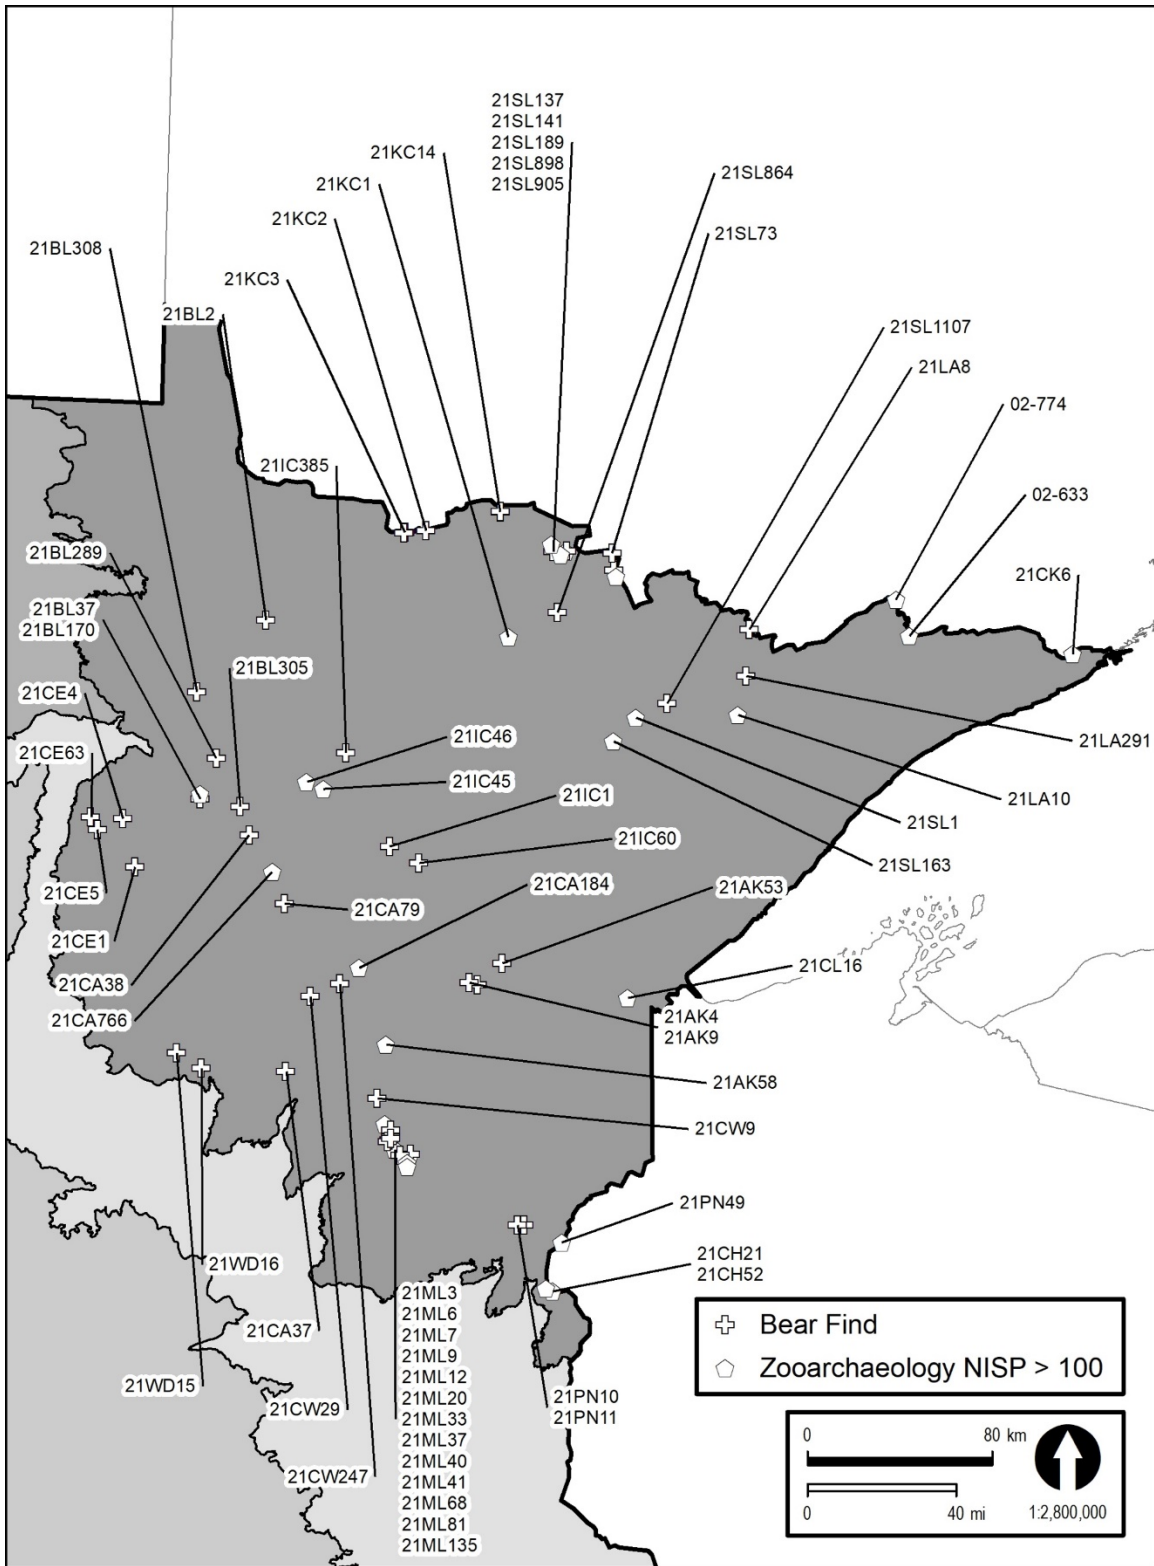 21SL137
21SL141
21SL189
21SL898
21SL905
21KC14
21SL864
21KC1
21KC2
21SL73
21BL308
21KC3
21BL2
21SL1107
21LA8
02-774
21IC385
02-633
21BL289
21CK6
21BL37
21BL170
21BL305
21CE4
21IC46
21LA291
21CE63
21IC45
21IC1
21LA10
21SL1
21IC60
21SL163
21CE5
21CA184
21AK53
21CA79
21CE1
21CL16
21CA38
21CA766
21AK4
21AK9
21AK58
21CW9
21PN49
21WD16
21CH21
21CH52
21CA37
21WD15
21CW29
21CW247
21ML3
21ML6
21ML7
21ML9
21ML12
21ML20
21ML33
21ML37
21ML40
21ML41
21ML68
21ML81
21ML135
21PN10
21PN11
Bear Find
Zooarchaeology NISP > 100
0 80 km
0 40 mi
1:2,800,000